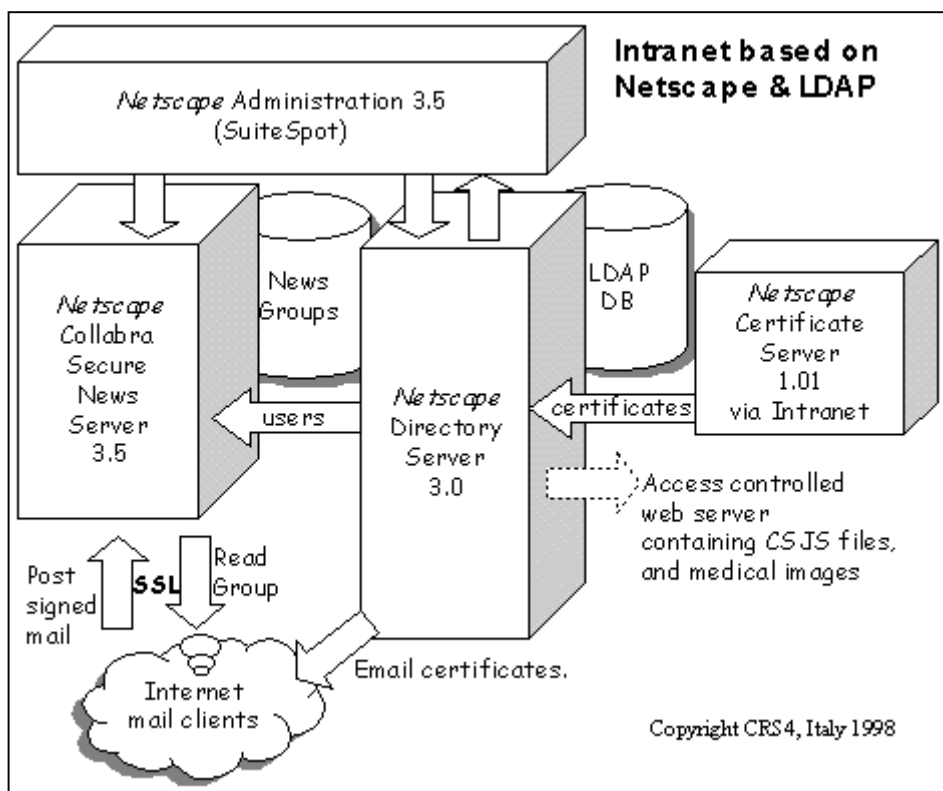 Intranet based on
Netscape & LDAP
Netscape Administration 3.5
(SuiteSpot)
Netscape
Collabra
Secure
News
Server
3.5
News
Groups
users
Netscape
Directory
Server
3.0
LDAP
DB
certificates
Netscape
Certificate
Server
1.01
via Intranet
Access controlled
web server
containing CSJS files,
and medical images
Post
signed
mail
SSL
Read
Group
Internet
mail clients
Email certificates.
Copyright CRS4, Italy 1998